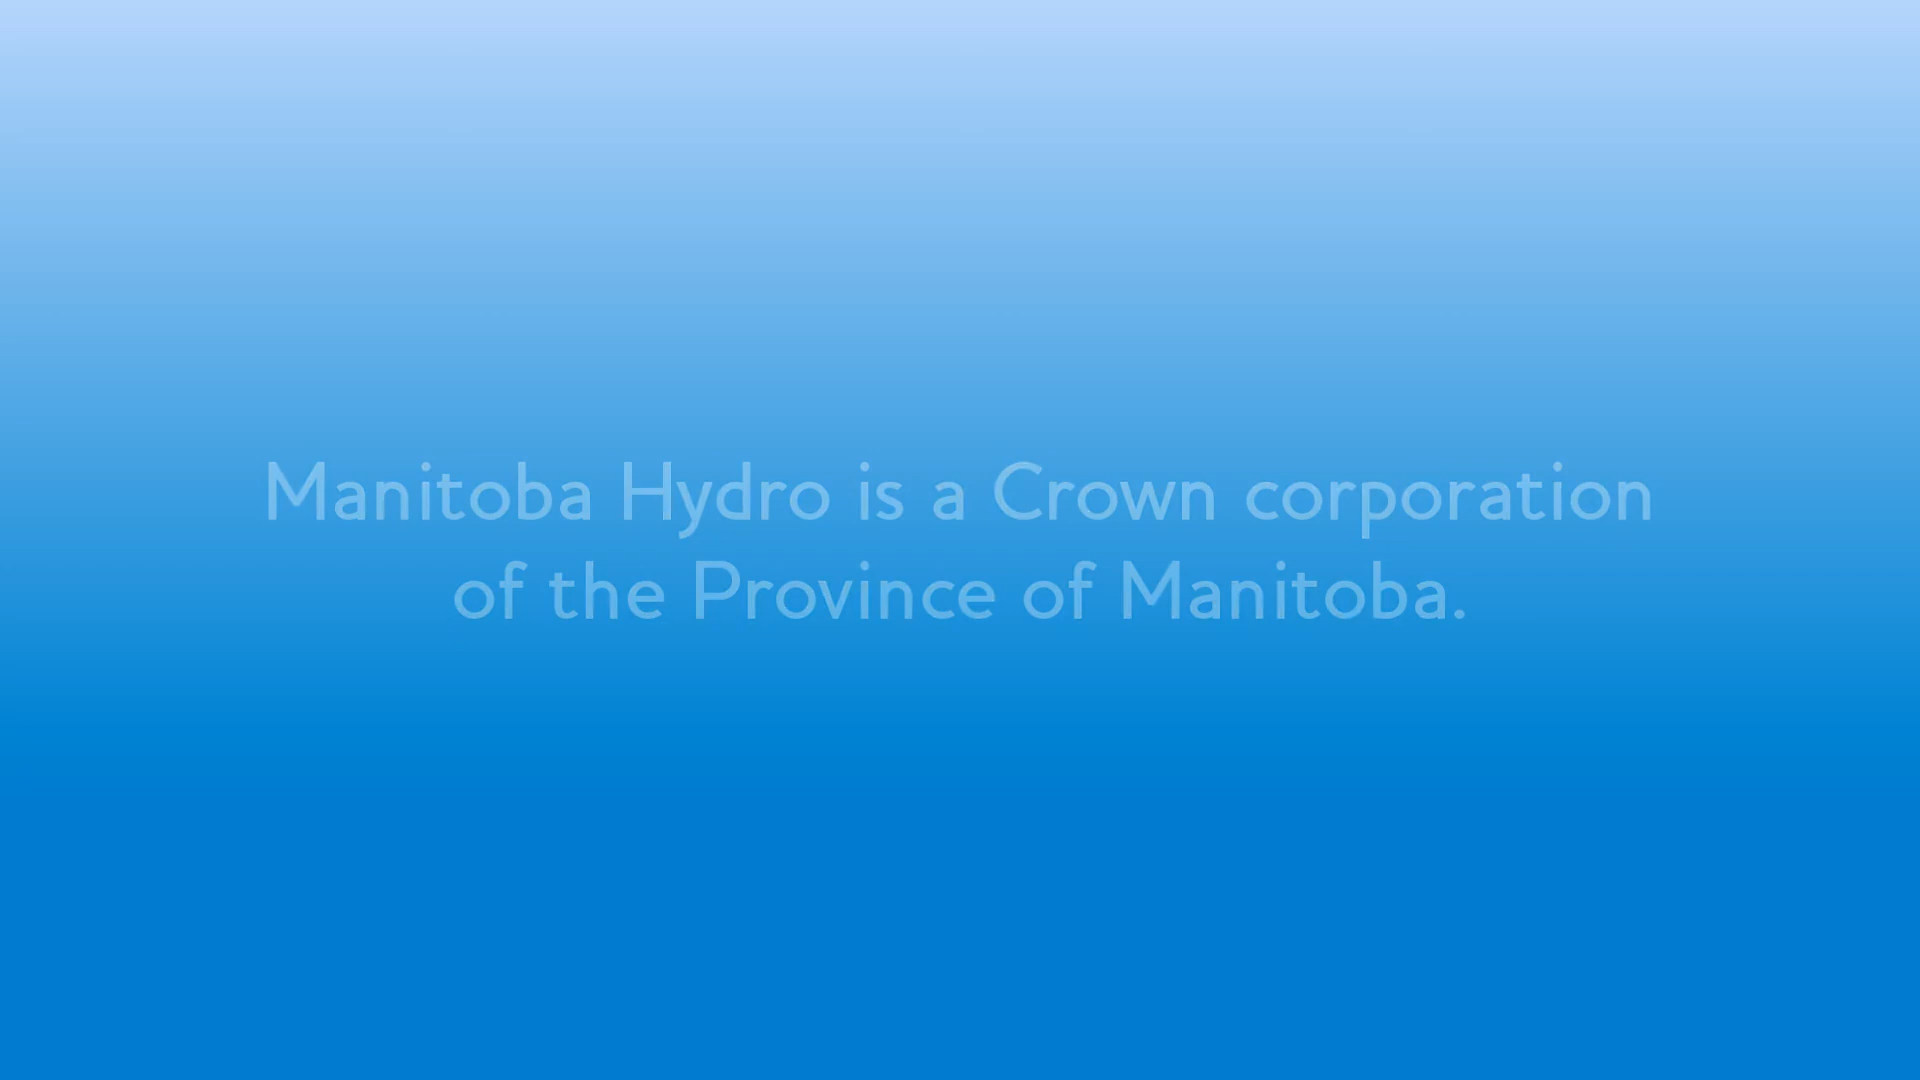 Manitoba Hydro is a Crown corporation
of the Province of Manitoba.